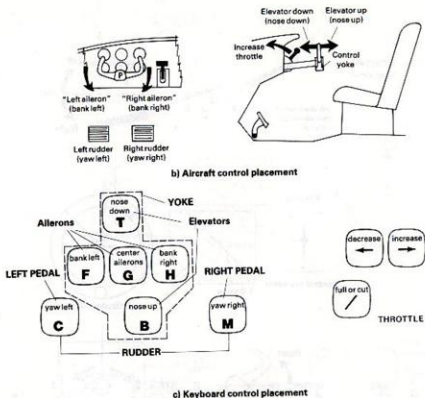 Elevator down
(nose down)
Elevator up
(nose up)
Increase
throttle
Control
yoke
P
"Left aileron"
(bank left)
"Right aileron"
(bank right)
Left rudder
(yaw left)
Right rudder
(yaw right)
b) Aircraft control placement
YOKE
nose
down
T
Ailerons
Elevators
bank left
F
center
ailerons
G
bank
right
H
LEFT PEDAL
RIGHT PEDAL
yaw left
C
nose up
B
yaw right
M
RUDDER
decrease
←
increase
→
full or cut
/
THROTTLE
c) Keyboard control placement